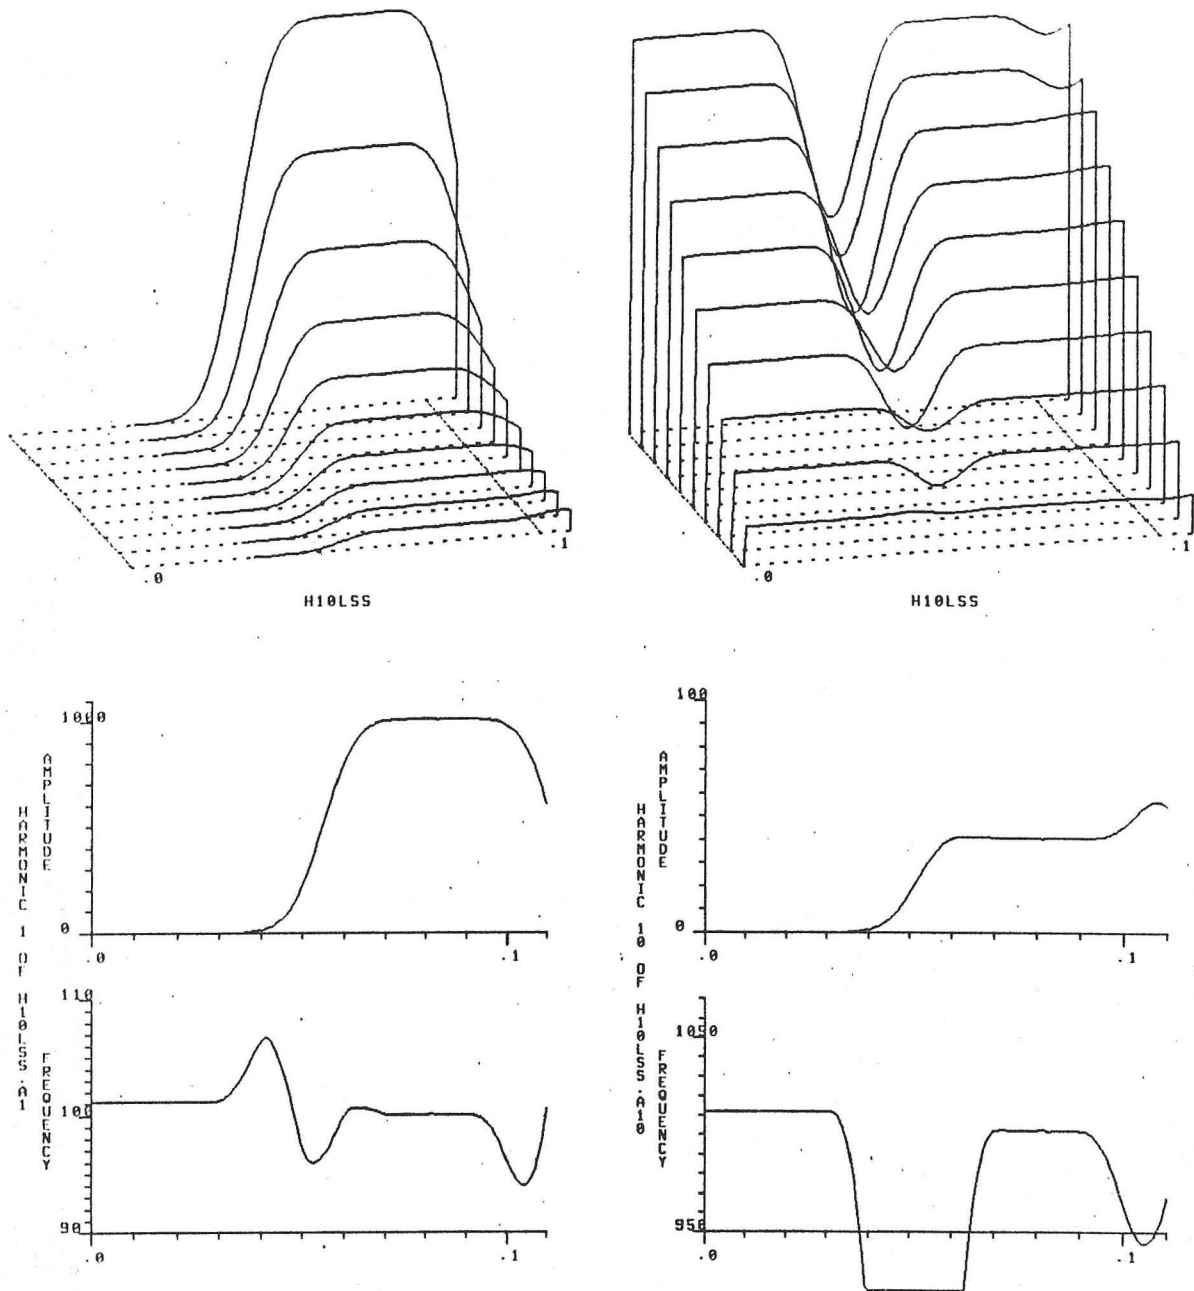 .0
.1
H10LSS
.0
.1
H10LSS
HARMONIC 1 OF H10LSS.A1
AMPLITUDE
1000
0
.0
.1
FREQUENCY
110
100
90
.0
.1
HARMONIC 10 OF H10LSS.A10
AMPLITUDE
100
0
.0
.1
FREQUENCY
1050
950
.0
.1